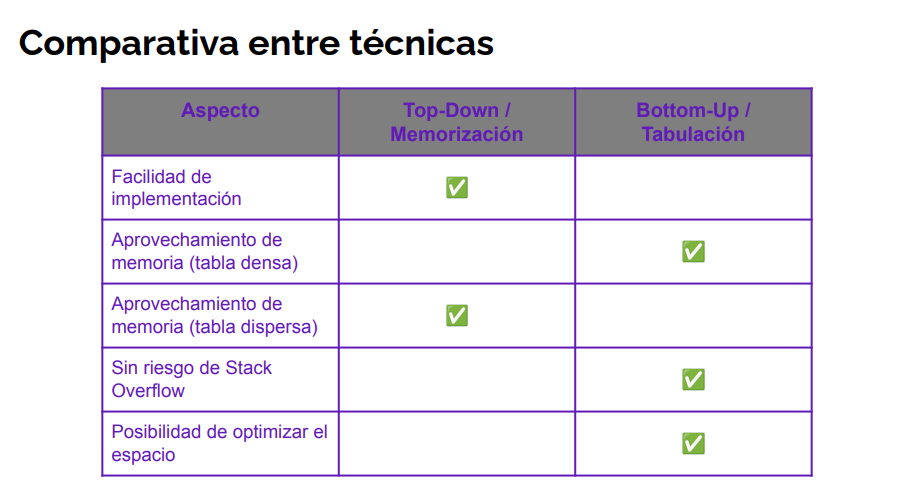 Comparativa entre técnicas
Aspecto
Top-Down /
Memorización
Bottom-Up /
Tabulación
Facilidad de
implementación
✅
Aprovechamiento de
memoria (tabla densa)
✅
Aprovechamiento de
memoria (tabla dispersa)
✅
Sin riesgo de Stack
Overflow
✅
Posibilidad de optimizar el
espacio
✅